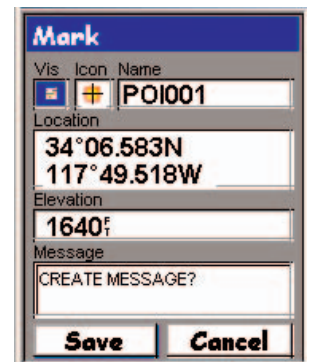 Mark
Vis Icon Name
POI001
Location
34°06.583N
117°49.518W
Elevation
1640FT
Message
CREATE MESSAGE?
Save Cancel